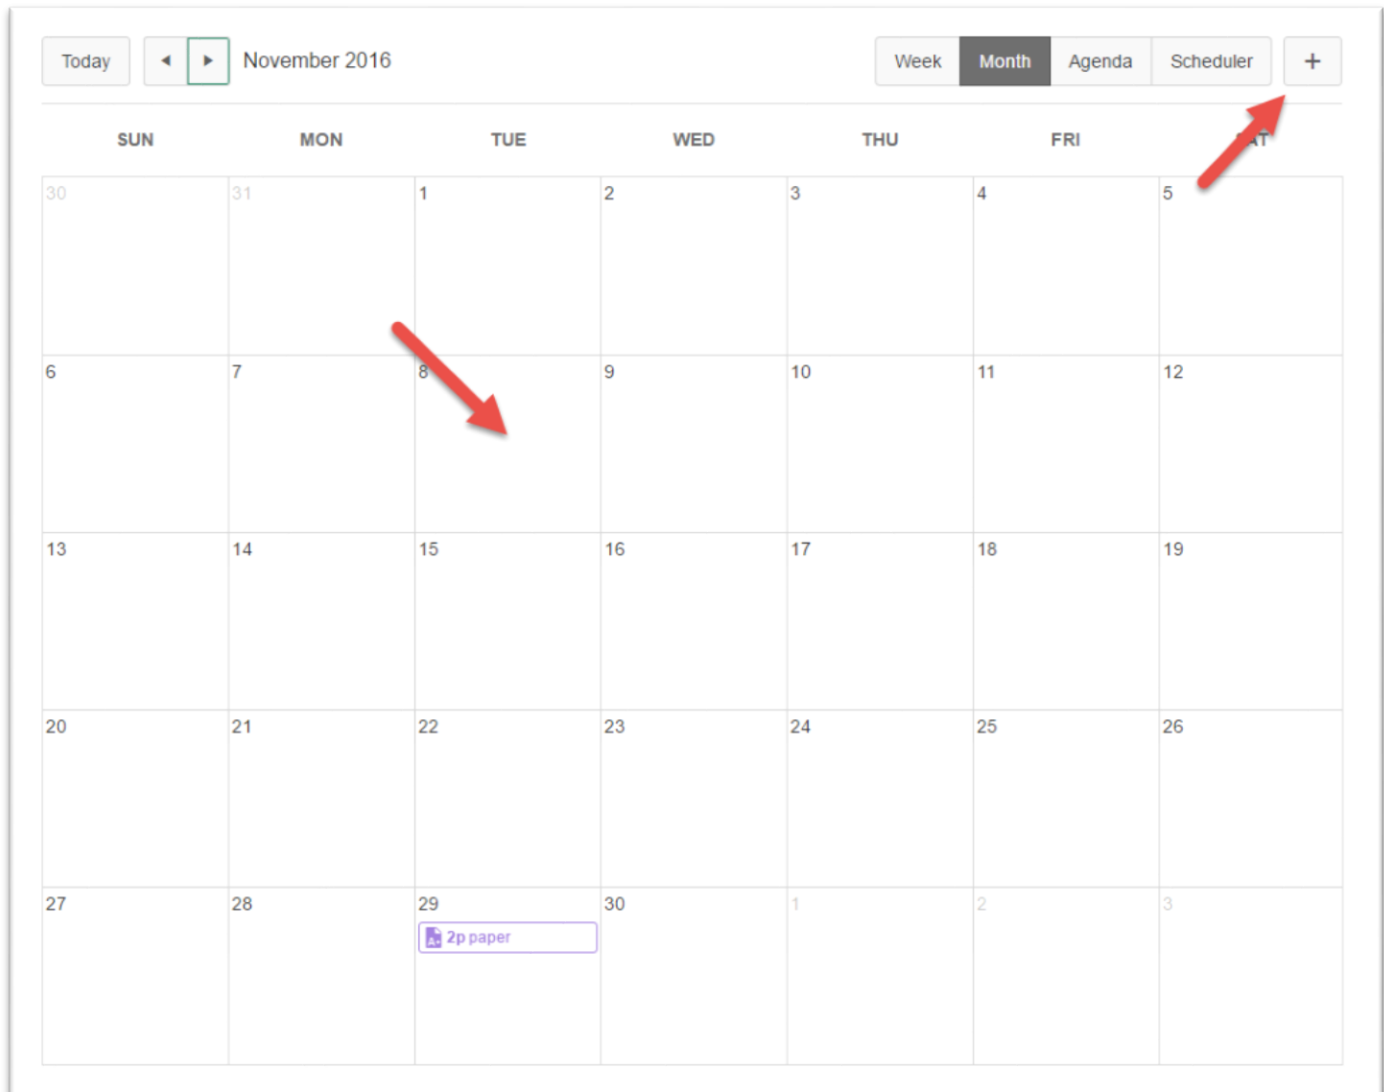 Today ◄ ► November 2016 Week Month Agenda Scheduler +
SUN MON TUE WED THU FRI SAT
30 31 1 2 3 4 5
6 7 8 9 10 11 12
13 14 15 16 17 18 19
20 21 22 23 24 25 26
27 28 29 30 1 2 3
A+ 2p paper